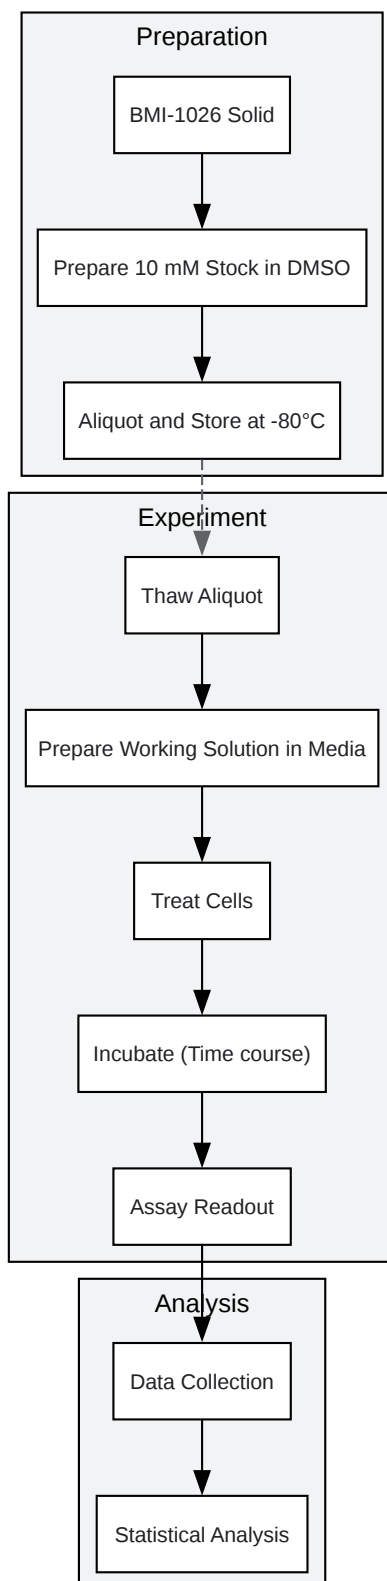 Preparation
BMI-1026 Solid
Prepare 10 mM Stock in DMSO
Aliquot and Store at -80°C
Experiment
Thaw Aliquot
Prepare Working Solution in Media
Treat Cells
Incubate (Time course)
Assay Readout
Analysis
Data Collection
Statistical Analysis